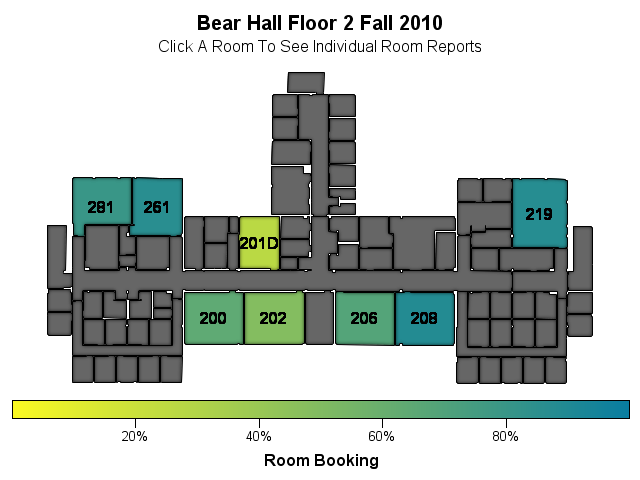 Bear Hall Floor 2 Fall 2010
Click A Room To See Individual Room Reports
281 261 219
201D
200 202 206 208
20% 40% 60% 80%
Room Booking